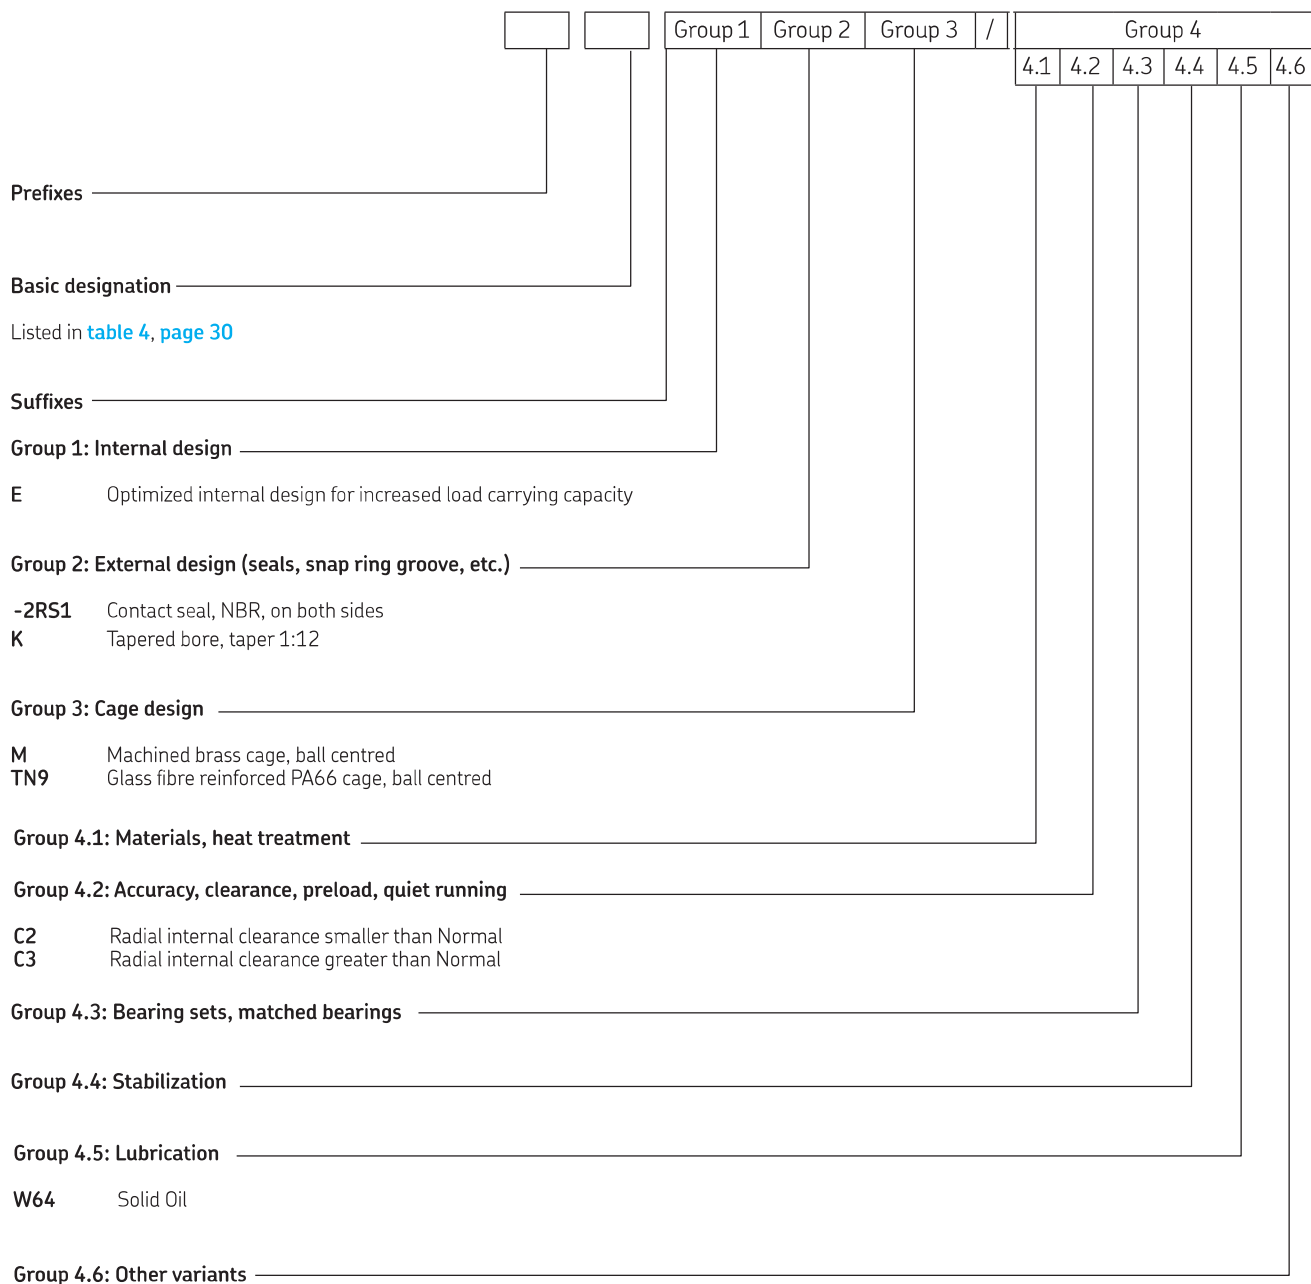 Group 1 Group 2 Group 3 / Group 4
4.1 4.2 4.3 4.4 4.5 4.6
Prefixes
Basic designation
Listed in table 4, page 30
Suffixes
Group 1: Internal design
E Optimized internal design for increased load carrying capacity
Group 2: External design (seals, snap ring groove, etc.)
-2RS1 Contact seal, NBR, on both sides
K Tapered bore, taper 1:12
Group 3: Cage design
M Machined brass cage, ball centred
TN9 Glass fibre reinforced PA66 cage, ball centred
Group 4.1: Materials, heat treatment
Group 4.2: Accuracy, clearance, preload, quiet running
C2 Radial internal clearance smaller than Normal
C3 Radial internal clearance greater than Normal
Group 4.3: Bearing sets, matched bearings
Group 4.4: Stabilization
Group 4.5: Lubrication
W64 Solid Oil
Group 4.6: Other variants